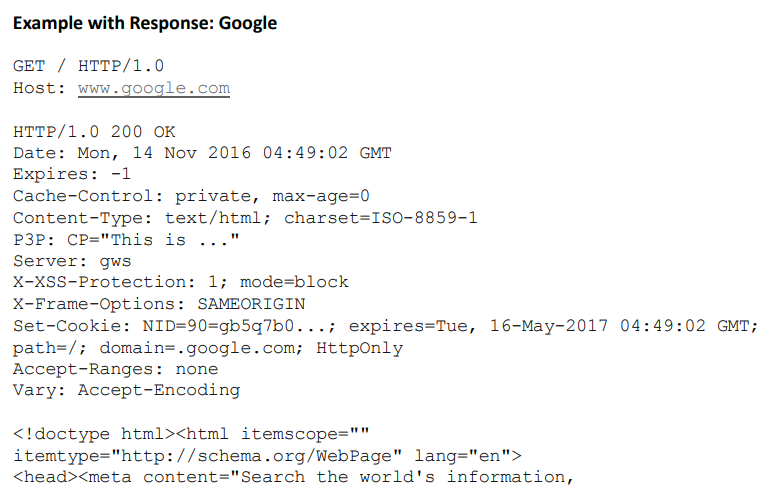 Example with Response: Google
GET / HTTP/1.0
Host: www.google.com
HTTP/1.0 200 OK
Date: Mon, 14 Nov 2016 04:49:02 GMT
Expires: -1
Cache-Control: private, max-age=0
Content-Type: text/html; charset=ISO-8859-1
P3P: CP="This is ..."
Server: gws
X-XSS-Protection: 1; mode=block
X-Frame-Options: SAMEORIGIN
Set-Cookie: NID=90=gb5q7b0...; expires=Tue, 16-May-2017 04:49:02 GMT;
path=/; domain=.google.com; HttpOnly
Accept-Ranges: none
Vary: Accept-Encoding
<!doctype html><html itemscope=""
itemtype="http://schema.org/WebPage" lang="en">
<head><meta content="Search the world's information,